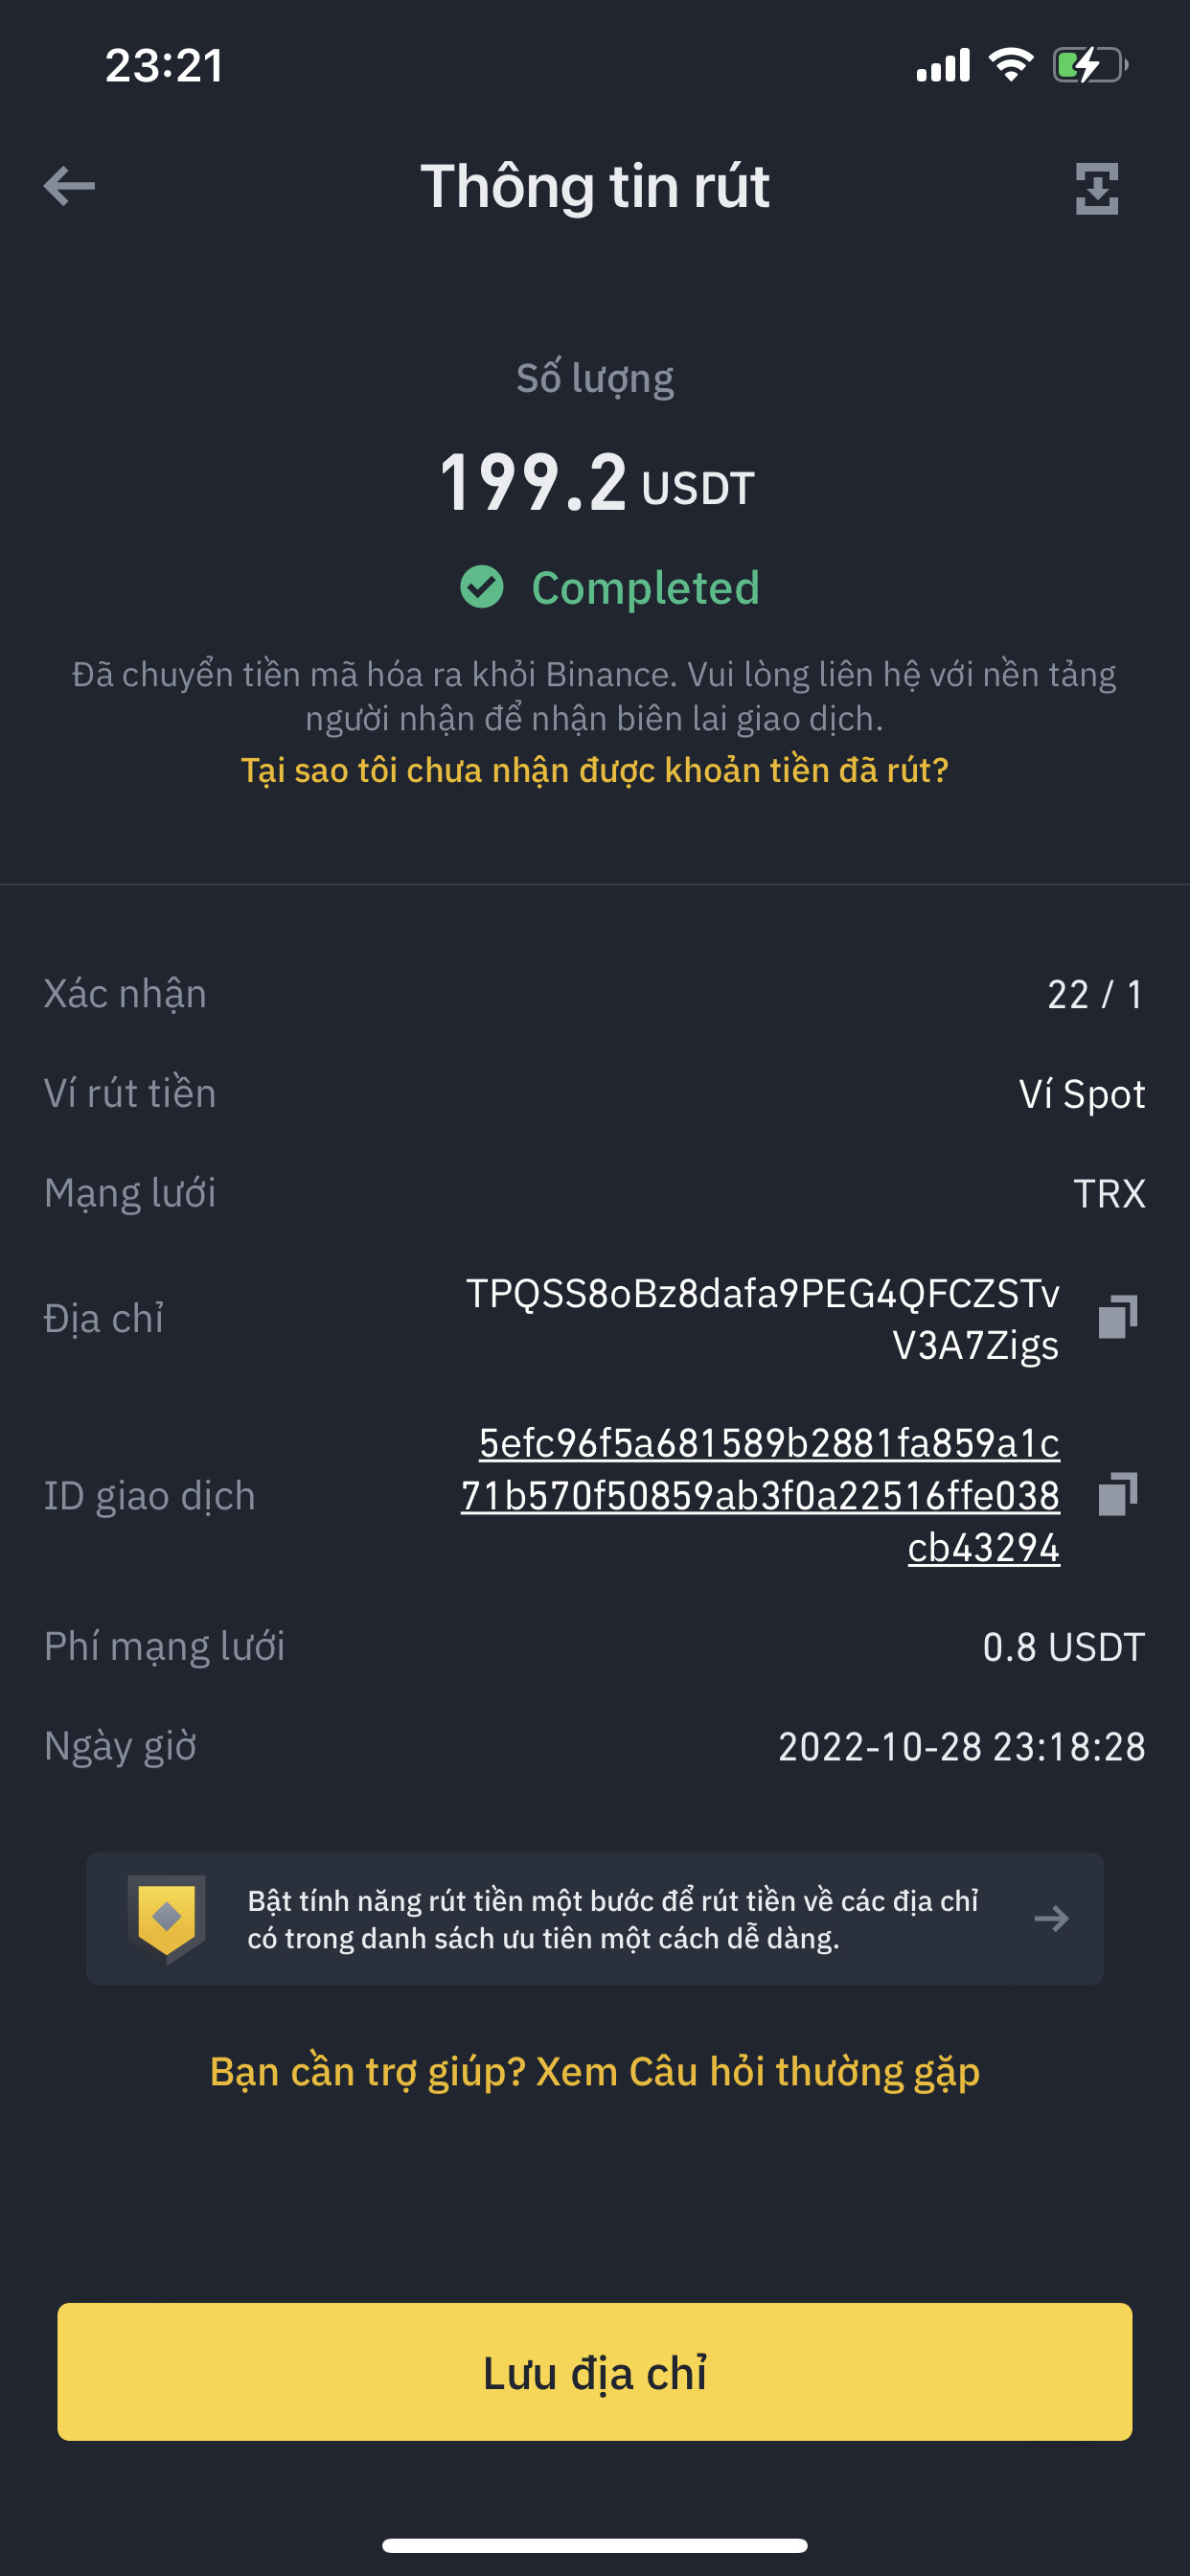 23:21
Thông tin rút
Số lượng
199.2 USDT
Completed
Đã chuyển tiền mã hóa ra khỏi Binance. Vui lòng liên hệ với nền tảng
người nhận để nhận biên lai giao dịch.
Tại sao tôi chưa nhận được khoản tiền đã rút?
Xác nhận 22 / 1
Ví rút tiền Ví Spot
Mạng lưới TRX
Địa chỉ TPQSS8oBz8dafa9PEG4QFCZSTv
V3A7Zigs
ID giao dịch 5efc96f5a681589b2881fa859a1c
71b570f50859ab3f0a22516ffe038
cb43294
Phí mạng lưới 0.8 USDT
Ngày giờ 2022-10-28 23:18:28
Bật tính năng rút tiền một bước để rút tiền về các địa chỉ
có trong danh sách ưu tiên một cách dễ dàng.
Bạn cần trợ giúp? Xem Câu hỏi thường gặp
Lưu địa chỉ